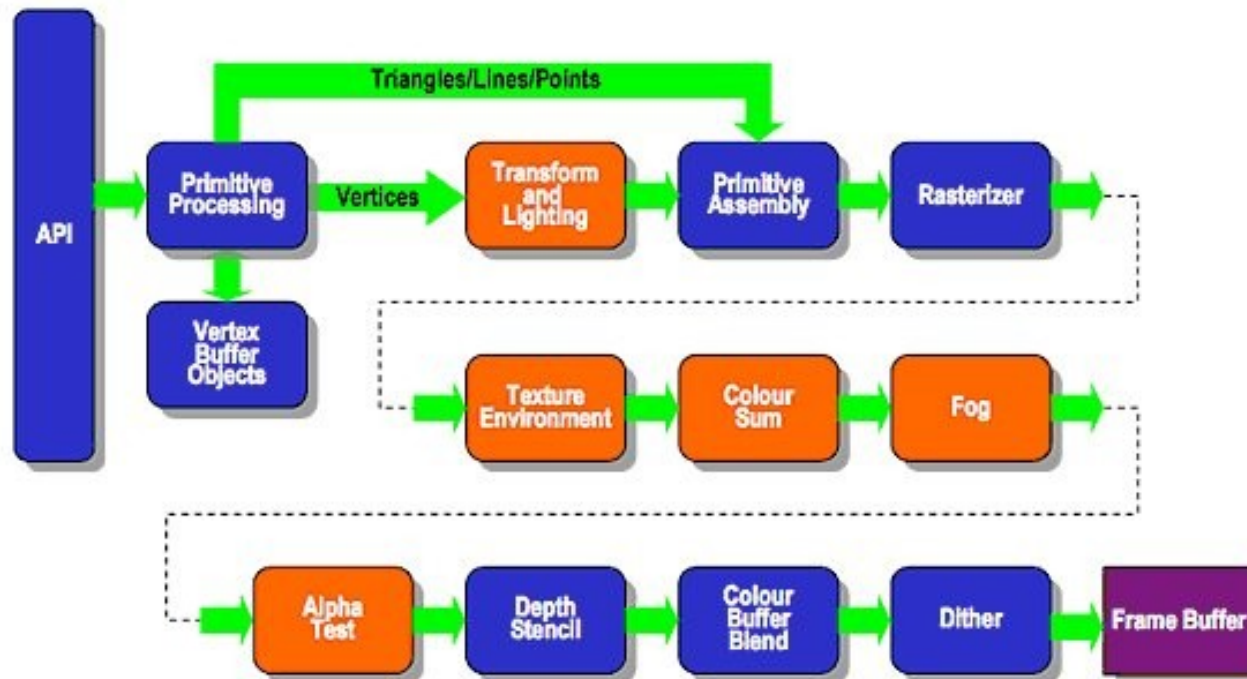 Triangles/Lines/Points
API
Primitive
Processing
Vertices
Transform
and
Lighting
Primitive
Assembly
Rasterizer
Vertex
Buffer
Objects
Texture
Environment
Colour
Sum
Fog
Alpha
Test
Depth
Stencil
Colour
Buffer
Blend
Dither
Frame Buffer